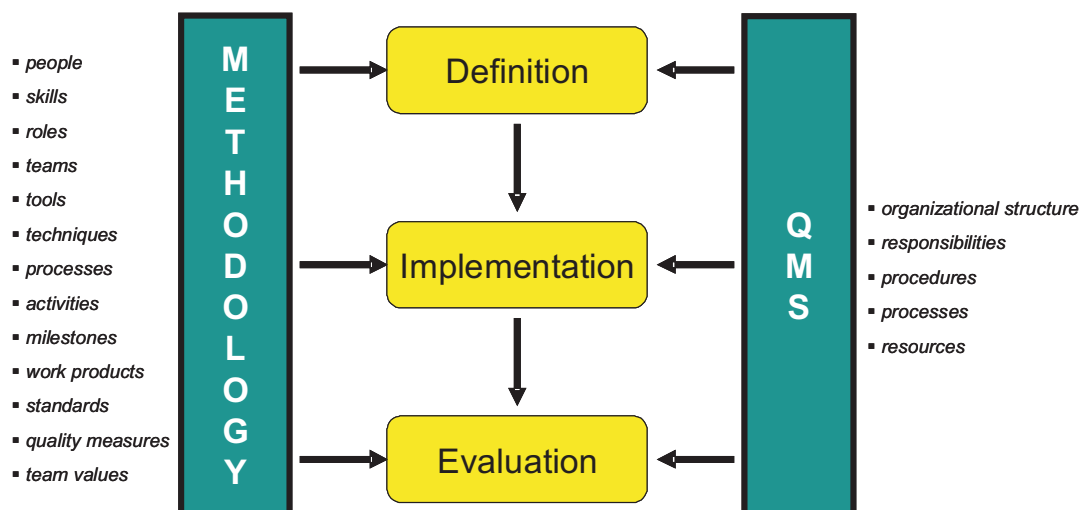 ▪ people
▪ skills
▪ roles
▪ teams
▪ tools
▪ techniques
▪ processes
▪ activities
▪ milestones
▪ work products
▪ standards
▪ quality measures
▪ team values
M
E
T
H
O
D
O
L
O
G
Y
Definition
Implementation
Evaluation
Q
M
S
▪ organizational structure
▪ responsibilities
▪ procedures
▪ processes
▪ resources